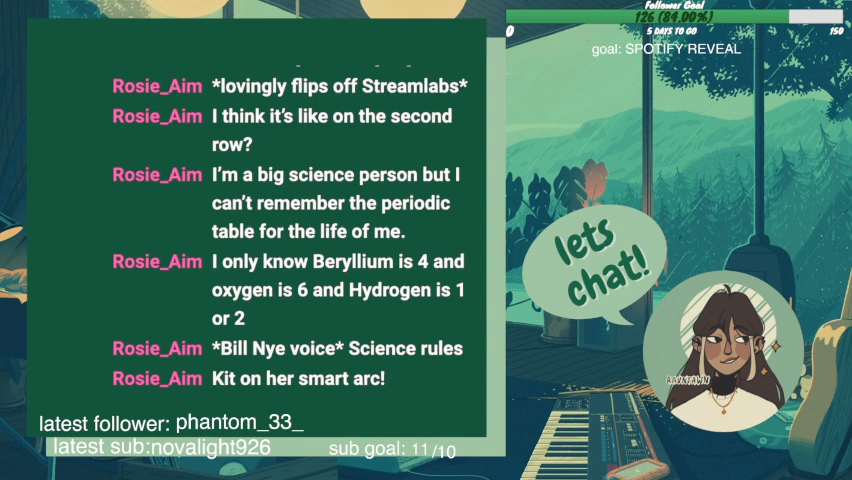 Follower Goal
126 (84.00%)
0
5 DAYS TO GO
150
goal: SPOTIFY REVEAL
Rosie_Aim *lovingly flips off Streamlabs*
Rosie_Aim I think it’s like on the second
row?
Rosie_Aim I’m a big science person but I
can’t remember the periodic
table for the life of me.
Rosie_Aim I only know Beryllium is 4 and
oxygen is 6 and Hydrogen is 1
or 2
Rosie_Aim *Bill Nye voice* Science rules
Rosie_Aim Kit on her smart arc!
lets
chat!
latest follower: phantom_33_
latest sub:novalight926
sub goal: 11/10